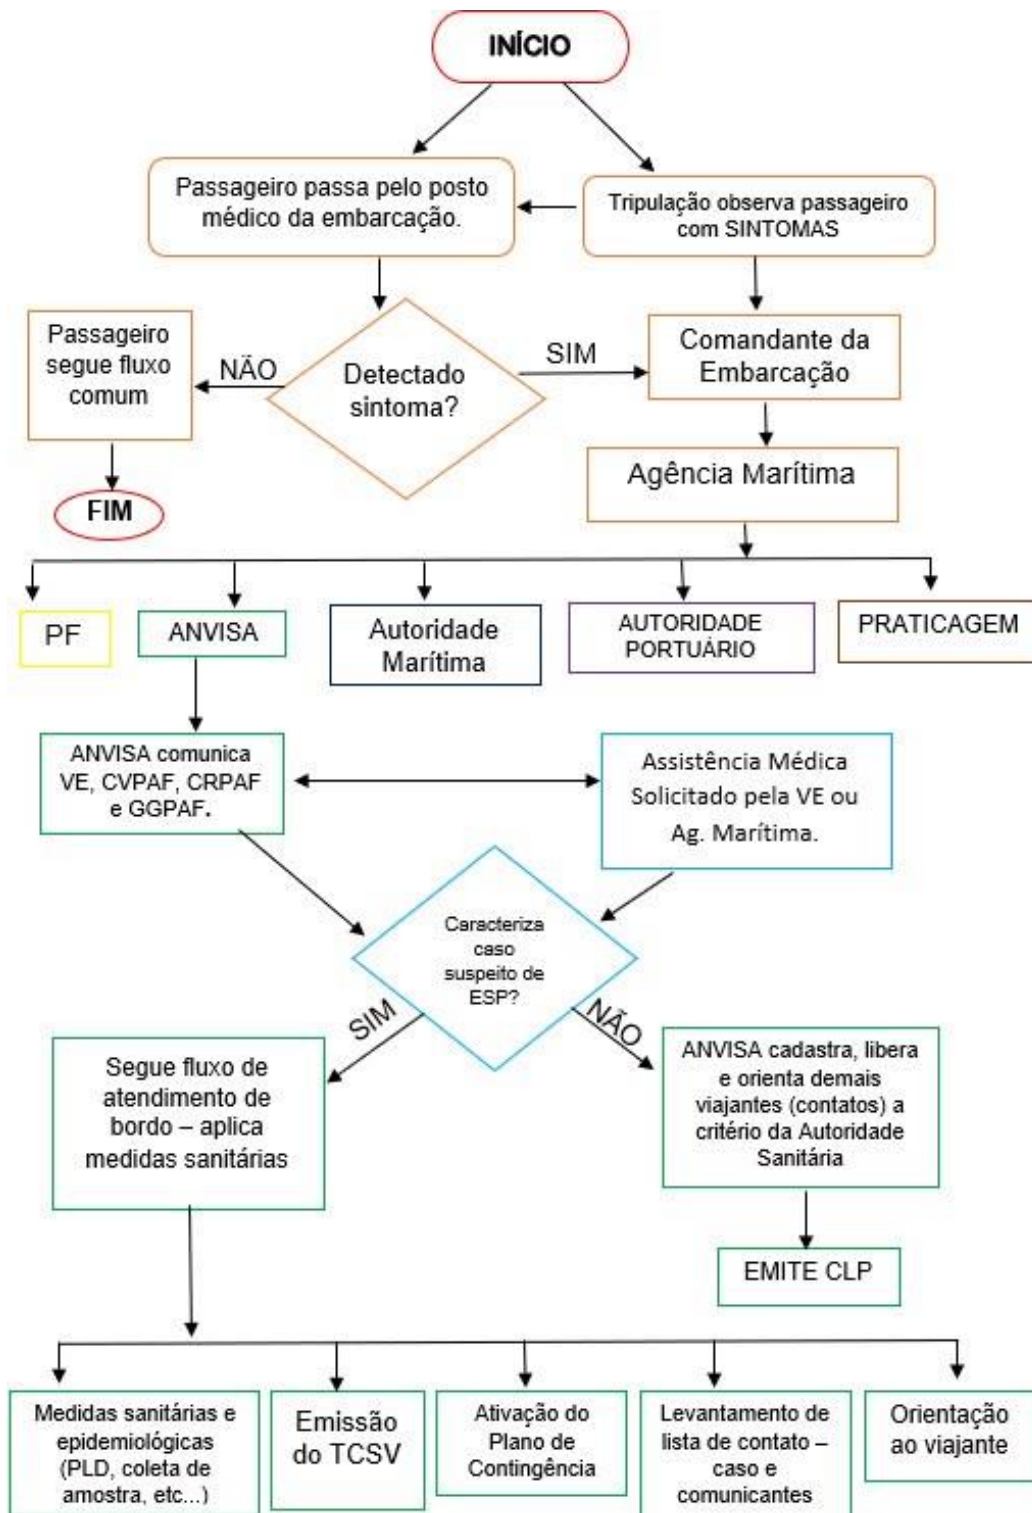 INÍCIO
Passageiro passa pelo posto
médico da embarcação.
Tripulação observa passageiro
com SINTOMAS
Passageiro
segue fluxo
comum
NÃO
Detectado
sintoma?
SIM
Comandante da
Embarcação
Agência Marítima
FIM
PF
ANVISA
Autoridade
Marítima
AUTORIDADE
PORTUÁRIO
PRATICAGEM
ANVISA comunica
VE, CVPAF, CRPAF
e GGPAF.
Assistência Médica
Solicitado pela VE ou
Ag. Marítima.
Caracteriza
caso
suspeito de
ESP?
SIM
NÃO
Segue fluxo de
atendimento de
bordo – aplica
medidas sanitárias
ANVISA cadastra, libera
e orienta demais
viajantes (contatos) a
critério da Autoridade
Sanitária
EMITE CLP
Medidas sanitárias e
epidemiológicas
(PLD, coleta de
amostra, etc...)
Emissão
do TCSV
Ativação do
Plano de
Contingência
Levantamento de
lista de contato –
caso e
comunicantes
Orientação
ao viajante